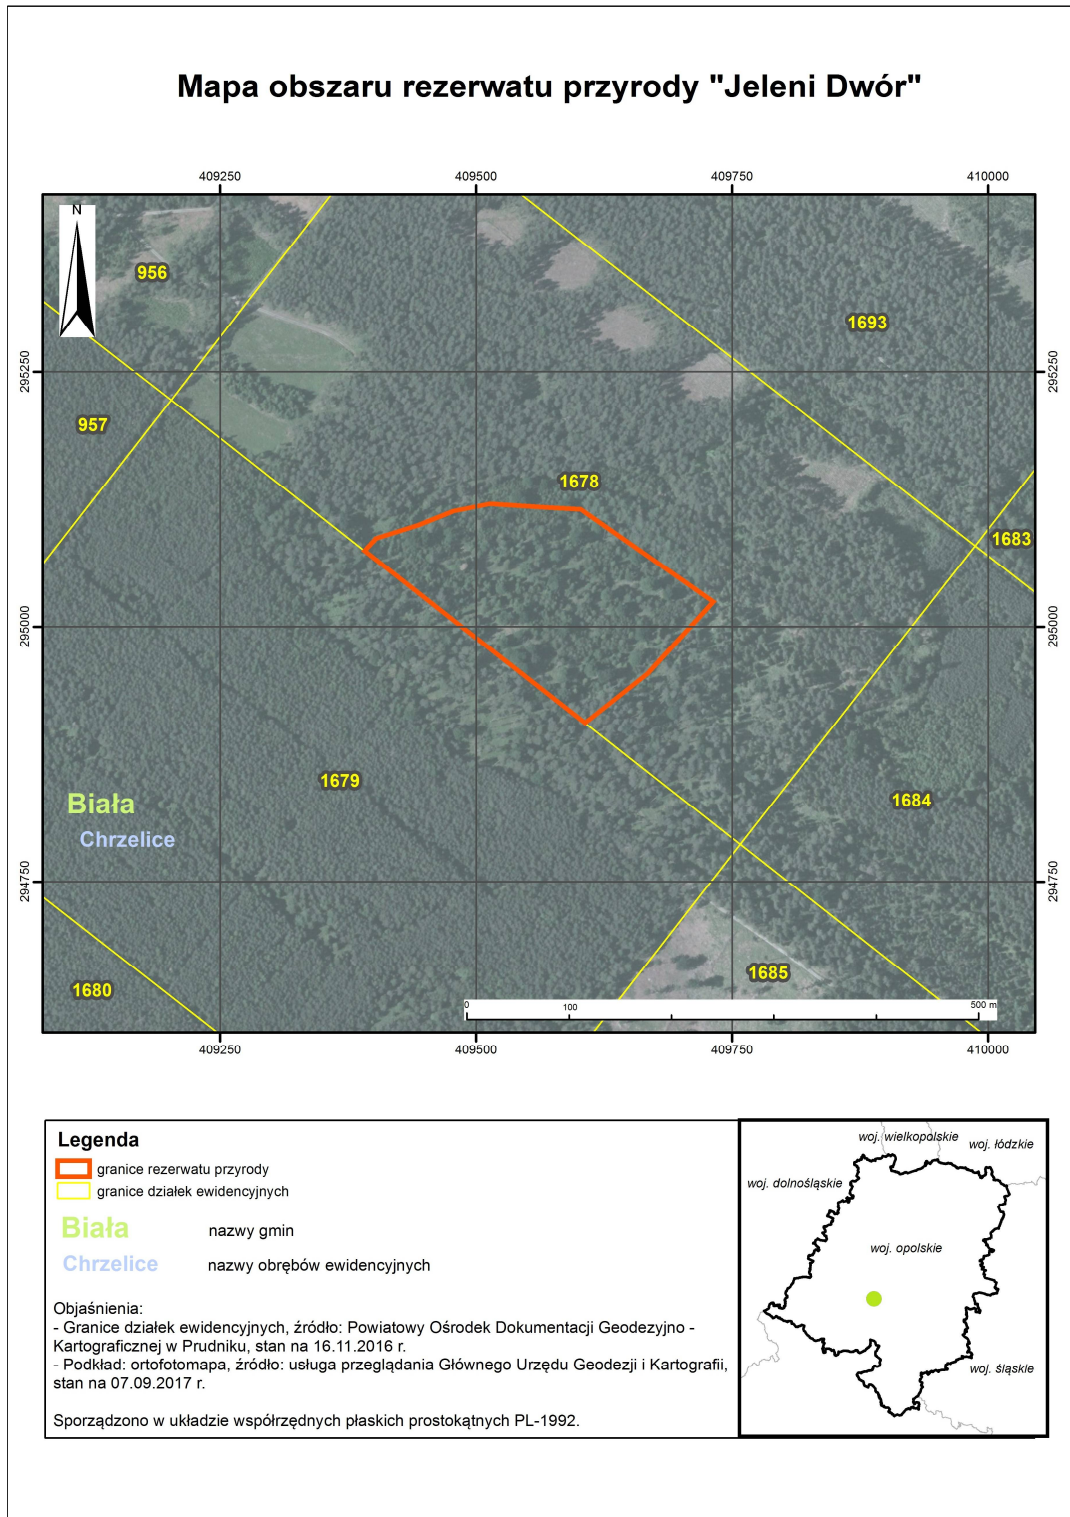 Mapa obszaru rezerwatu przyrody "Jeleni Dwór"
409250 409500 409750 410000
N
956
1693
295250 295250
957
1678
1683
295000 295000
1679
1684
Biała
Chrzelice
294750 294750
1685
1680
0 100 500 m
409250 409500 409750 410000
Legenda
granice rezerwatu przyrody
granice działek ewidencyjnych
Biała nazwy gmin
Chrzelice nazwy obrębów ewidencyjnych
Objaśnienia:
- Granice działek ewidencyjnych, źródło: Powiatowy Ośrodek Dokumentacji Geodezyjno -
Kartograficznej w Prudniku, stan na 16.11.2016 r.
- Podkład: ortofotomapa, źródło: usługa przeglądania Głównego Urzędu Geodezji i Kartografii,
stan na 07.09.2017 r.
Sporządzono w układzie współrzędnych płaskich prostokątnych PL-1992.
woj. wielkopolskie
woj. łódzkie
woj. dolnośląskie
woj. opolskie
woj. śląskie